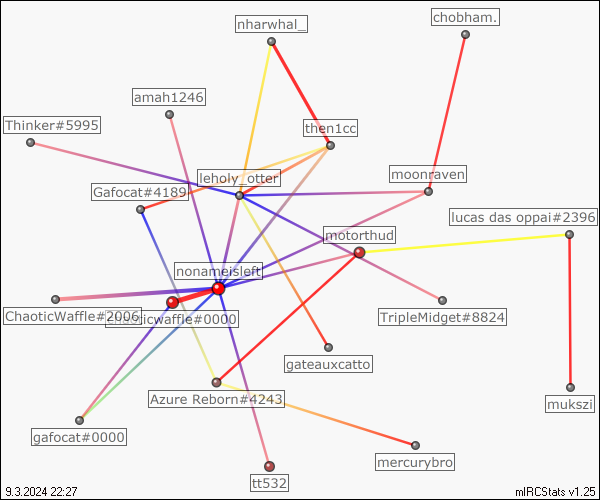 nharwhal_
chobham.
amah1246
Thinker#5995
then1cc
leholy_otter
moonraven
Gafocat#4189
lucas das oppai#2396
motorthud
nonameisleft
ChaoticWaffle#2006
chaoticwaffle#0000
TripleMidget#8824
gateauxcatto
Azure Reborn#4243
mukszi
gafocat#0000
mercurybro
tt532
9.3.2024 22:27
mIRCStats v1.25